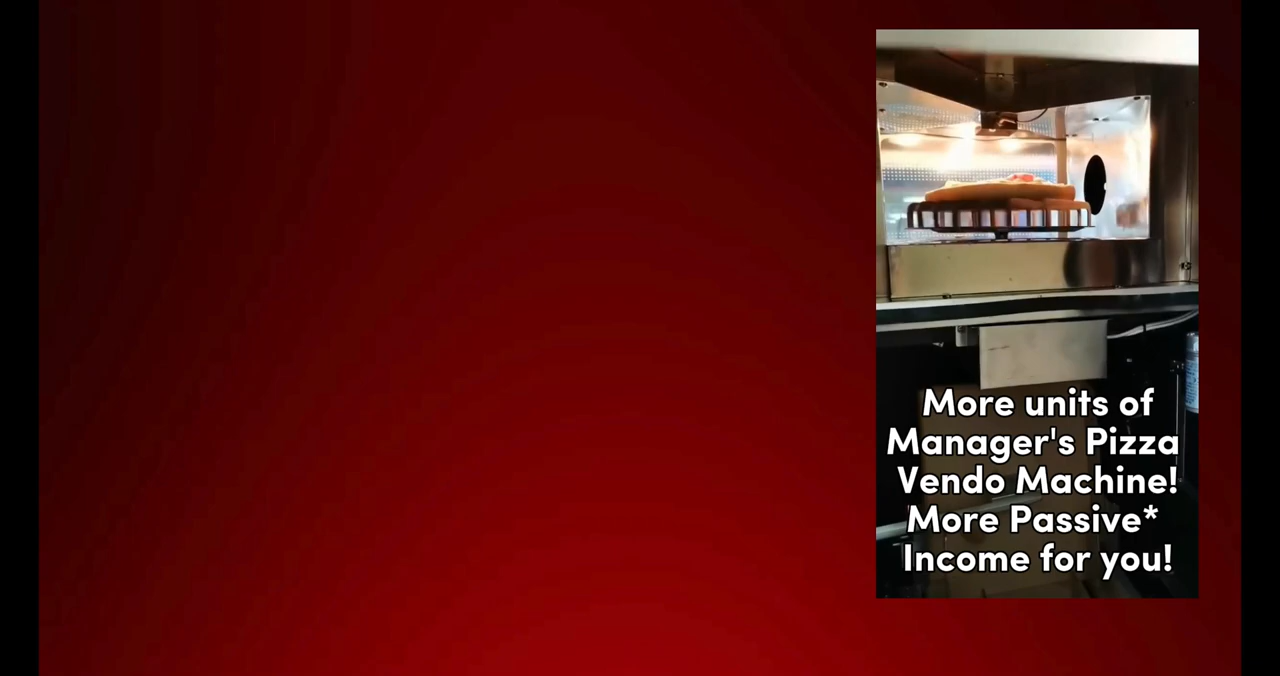 More units of
Manager's Pizza
Vendo Machine!
More Passive*
Income for you!